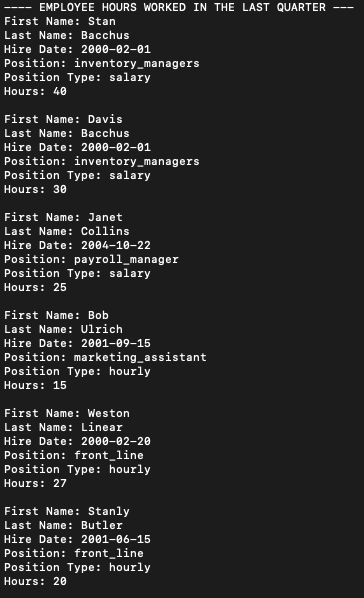 ---- EMPLOYEE HOURS WORKED IN THE LAST QUARTER ---
First Name: Stan
Last Name: Bacchus
Hire Date: 2000-02-01
Position: inventory_managers
Position Type: salary
Hours: 40
First Name: Davis
Last Name: Bacchus
Hire Date: 2000-02-01
Position: inventory_managers
Position Type: salary
Hours: 30
First Name: Janet
Last Name: Collins
Hire Date: 2004-10-22
Position: payroll_manager
Position Type: salary
Hours: 25
First Name: Bob
Last Name: Ulrich
Hire Date: 2001-09-15
Position: marketing_assistant
Position Type: hourly
Hours: 15
First Name: Weston
Last Name: Linear
Hire Date: 2000-02-20
Position: front_line
Position Type: hourly
Hours: 27
First Name: Stanly
Last Name: Butler
Hire Date: 2001-06-15
Position: front_line
Position Type: hourly
Hours: 20